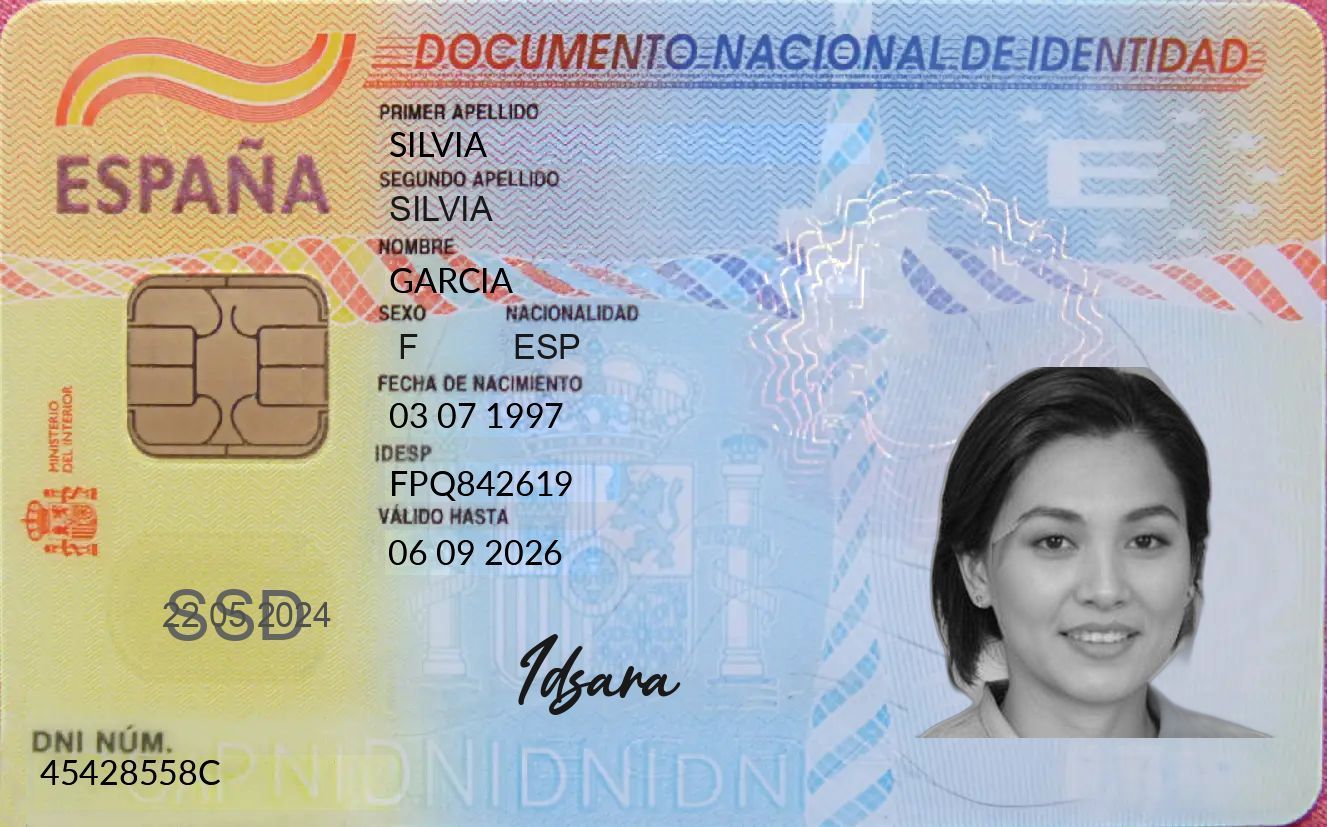 DOCUMENTO NACIONAL DE IDENTIDAD
ESPAÑA
PRIMER APELLIDO
SILVIA
SEGUNDO APELLIDO
SILVIA
NOMBRE
GARCIA
SEXO NACIONALIDAD
F ESP
FECHA DE NACIMIENTO
03 07 1997
IDESP
FPQ842619
VÁLIDO HASTA
06 09 2026
MINISTERIO
DEL INTERIOR
E
SSD
22 05 2024
Idsara
DNI NÚM.
45428558C
DNIDNIDNIDN